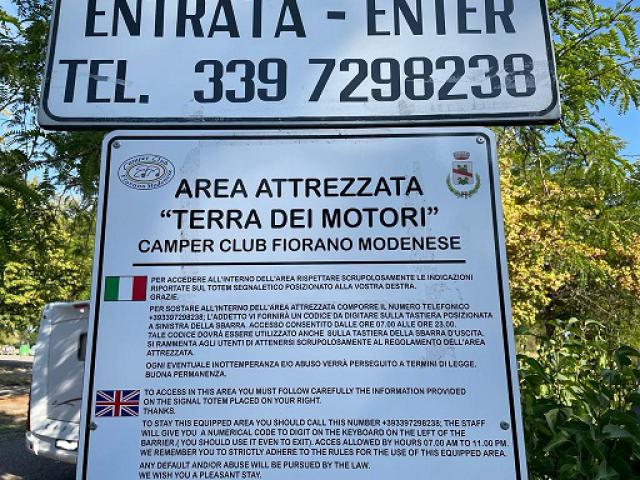 ENTRATA - ENTER
TEL. 339 7298238
Camper Club
Fiorano Modenese
AREA ATTREZZATA
“TERRA DEI MOTORI”
CAMPER CLUB FIORANO MODENESE
PER ACCEDERE ALL'INTERNO DELL'AREA RISPETTARE SCRUPOLOSAMENTE LE INDICAZIONI
RIPORTATE SUL TOTEM SEGNALETICO POSIZIONATO ALLA VOSTRA DESTRA.
GRAZIE.
PER SOSTARE ALL'INTERNO DELL'AREA ATTREZZATA COMPORRE IL NUMERO TELEFONICO
+393397298238; L'ADDETTO VI FORNIRÀ UN CODICE DA DIGITARE SULLA TASTIERA POSIZIONATA
A SINISTRA DELLA SBARRA. ACCESSO CONSENTITO DALLE ORE 07.00 ALLE ORE 23.00.
TALE CODICE DOVRÀ ESSERE UTILIZZATO ANCHE SULLA TASTIERA DELLA SBARRA D'USCITA.
SI RAMMENTA AGLI UTENTI DI ATTENERSI SCRUPOLOSAMENTE AL REGOLAMENTO DELL'AREA
ATTREZZATA.
OGNI EVENTUALE INOTTEMPERANZA E/O ABUSO VERRÀ PERSEGUITO A TERMINI DI LEGGE.
BUONA PERMANENZA.
TO ACCESS IN THIS AREA YOU MUST FOLLOW CAREFULLY THE INFORMATION PROVIDED
ON THE SIGNAL TOTEM PLACED ON YOUR RIGHT.
THANKS.
TO STAY THIS EQUIPPED AREA YOU SHOULD CALL THIS NUMBER +393397298238; THE STAFF
WILL GIVE YOU A NUMERICAL CODE TO DIGIT ON THE KEYBOARD ON THE LEFT OF THE
BARRIER.( YOU SHOULD USE IT EVEN TO EXIT). ACCES ALLOWED BY HOURS 07.00 AM TO 11.00 PM.
WE REMEMBER YOU TO STRICTLY ADHERE TO THE RULES FOR THE USE OF THIS EQUIPPED AREA.
ANY DEFAULT AND/OR ABUSE WILL BE PURSUED BY THE LAW.
WE WISH YOU A PLEASANT STAY.